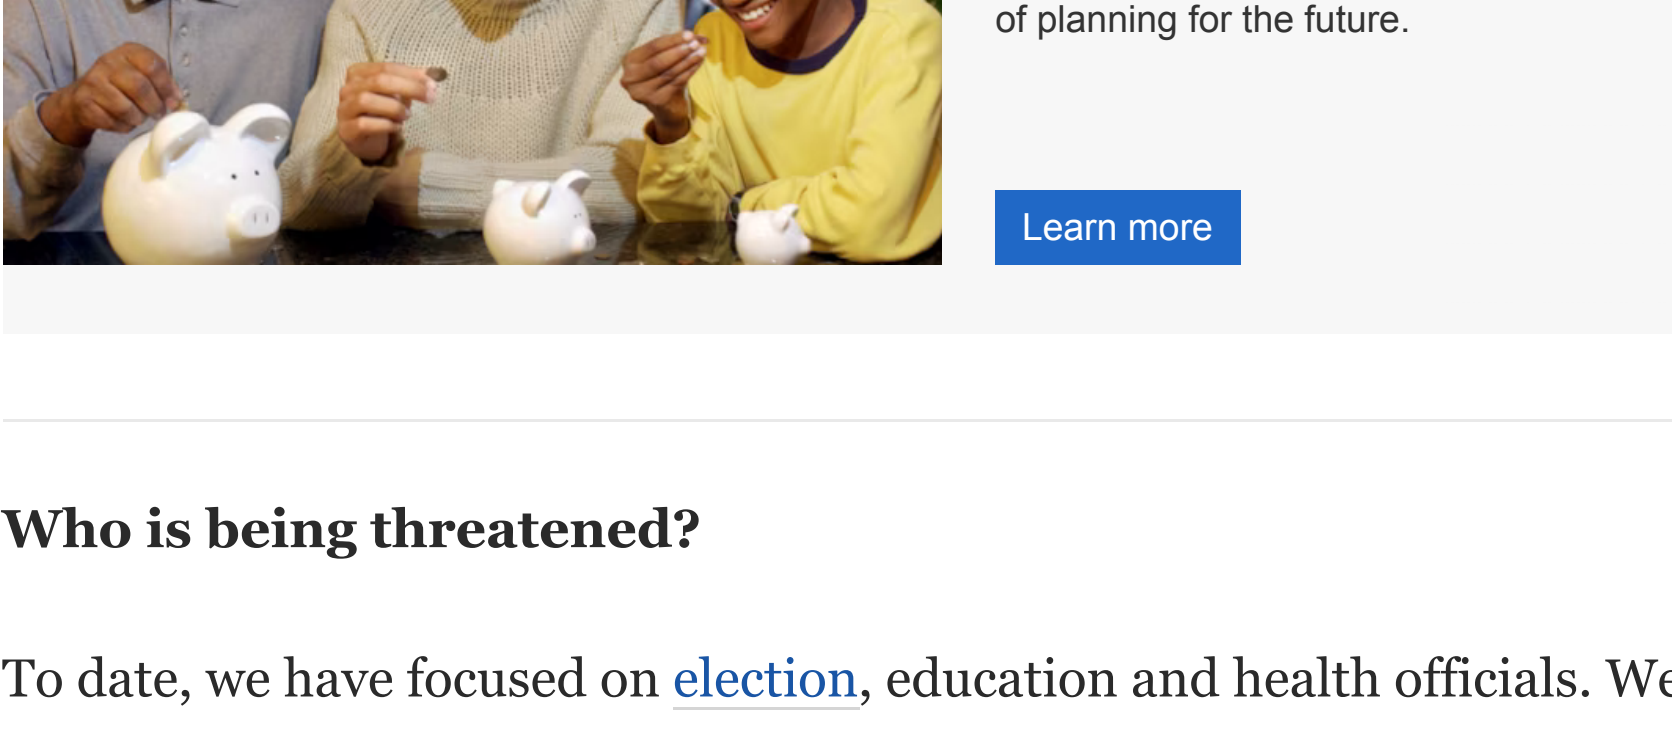 of planning for the future.
Learn more
Who is being threatened?
To date, we have focused on election, education and health officials. We